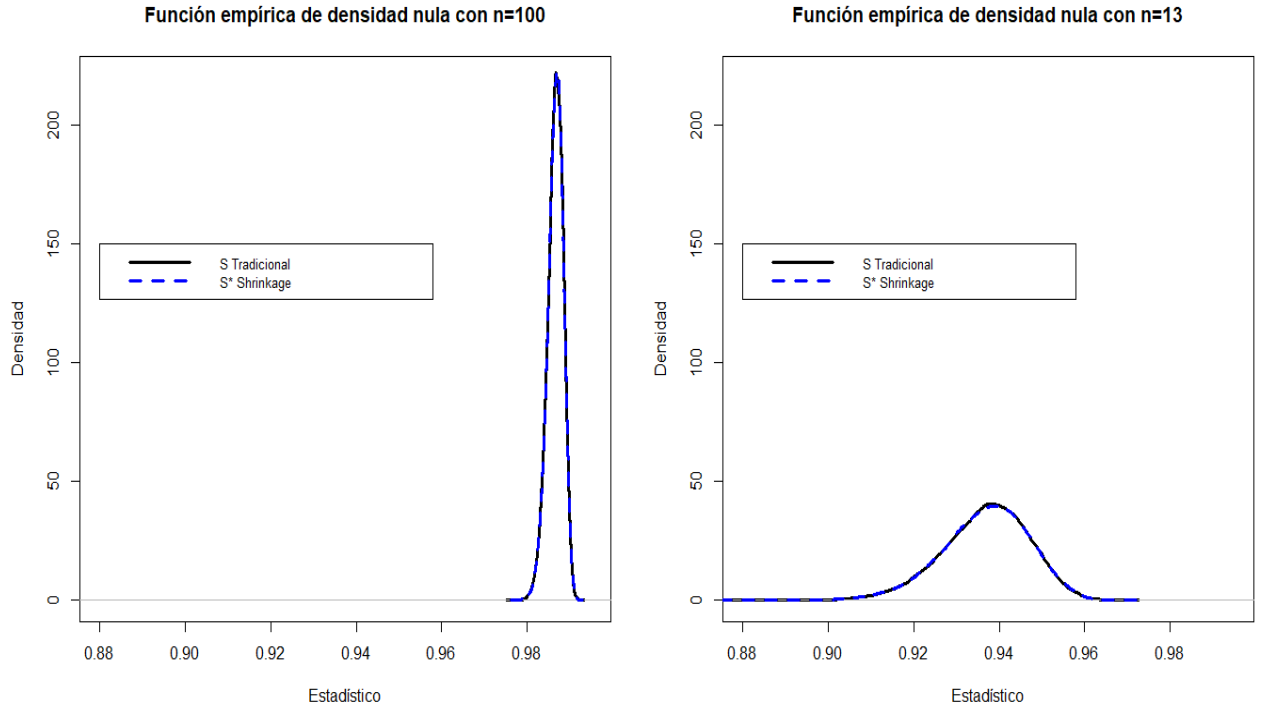 Función empírica de densidad nula con n=100
200
150
100
50
0
Densidad
S Tradicional
S* Shrinkage
0.88 0.90 0.92 0.94 0.96 0.98
Estadístico
Función empírica de densidad nula con n=13
200
150
100
50
0
Densidad
S Tradicional
S* Shrinkage
0.88 0.90 0.92 0.94 0.96 0.98
Estadístico